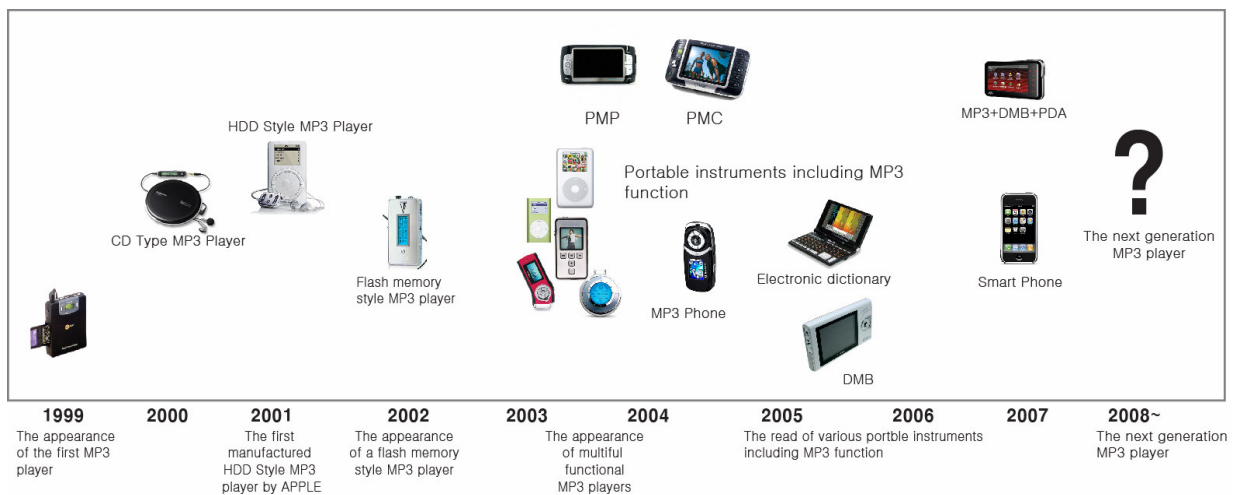 PMP
PMC
MP3+DMB+PDA
HDD Style MP3 Player
?
Portable instruments including MP3
function
CD Type MP3 Player
The next generation
MP3 player
Flash memory
style MP3 player
Electronic dictionary
Smart Phone
MP3 Phone
DMB
1999
The appearance
of the first MP3
player
2000
2001
The first
manufactured
HDD Style MP3
player by APPLE
2002
The appearance
of a flash memory
style MP3 player
2003
2004
The appearance
of multiful
functional
MP3 players
2005
2006
The read of various portble instruments
including MP3 function
2007
2008~
The next generation
MP3 player